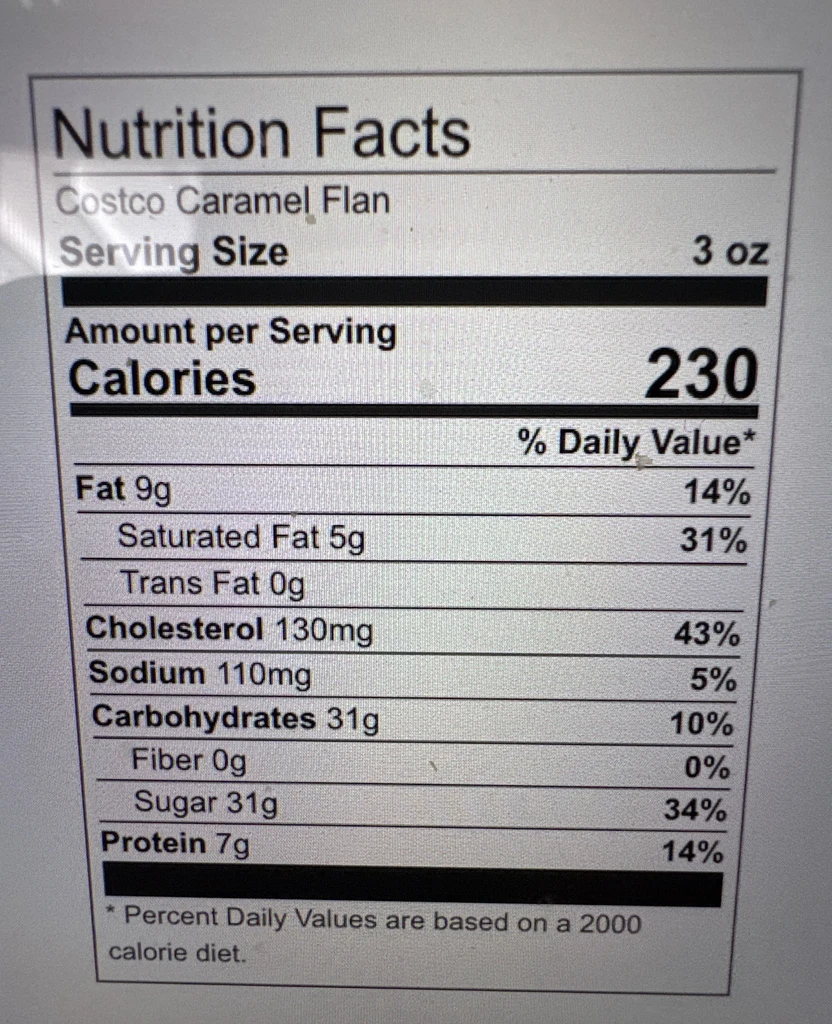 Nutrition Facts
Costco Caramel Flan
Serving Size 3 oz
Amount per Serving
Calories 230
% Daily Value*
Fat 9g 14%
Saturated Fat 5g 31%
Trans Fat 0g
Cholesterol 130mg 43%
Sodium 110mg 5%
Carbohydrates 31g 10%
Fiber 0g 0%
Sugar 31g 34%
Protein 7g 14%
* Percent Daily Values are based on a 2000
calorie diet.